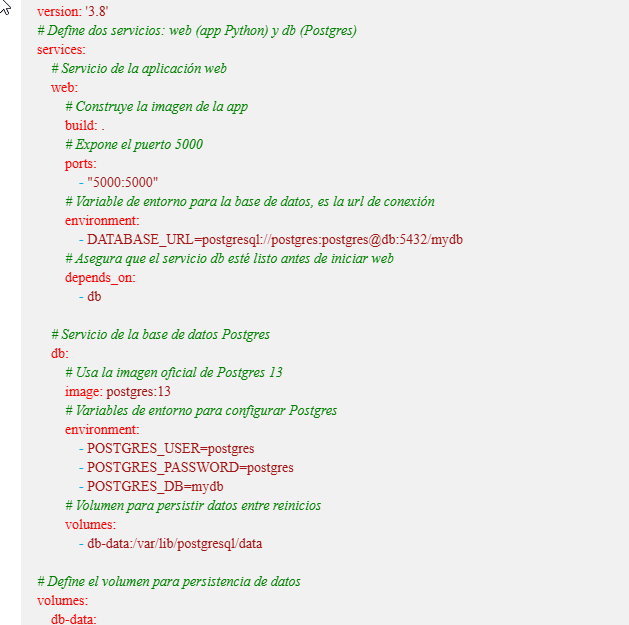 version: '3.8'
# Define dos servicios: web (app Python) y db (Postgres)
services:
# Servicio de la aplicación web
web:
# Construye la imagen de la app
build: .
# Expone el puerto 5000
ports:
- "5000:5000"
# Variable de entorno para la base de datos, es la url de conexión
environment:
- DATABASE_URL=postgresql://postgres:postgres@db:5432/mydb
# Asegura que el servicio db esté listo antes de iniciar web
depends_on:
- db
# Servicio de la base de datos Postgres
db:
# Usa la imagen oficial de Postgres 13
image: postgres:13
# Variables de entorno para configurar Postgres
environment:
- POSTGRES_USER=postgres
- POSTGRES_PASSWORD=postgres
- POSTGRES_DB=mydb
# Volumen para persistir datos entre reinicios
volumes:
- db-data:/var/lib/postgresql/data
# Define el volumen para persistencia de datos
volumes:
db-data: